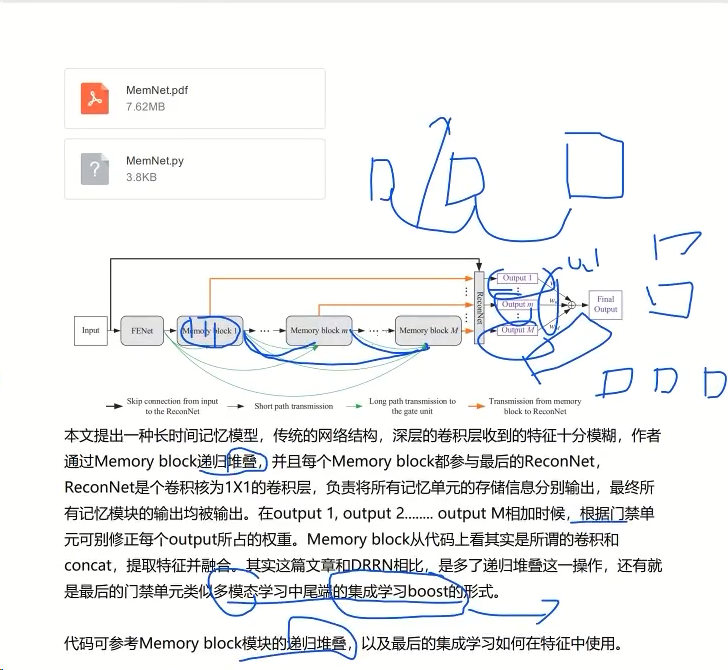 MemNet.pdf
7.62MB
MemNet.py
3.8KB
Input
FENet
Memory block 1
Memory block m
Memory block M
ReconNet
Output 1
Output m
Output M
w₁
Final
Output
Skip connection from input
to the ReconNet
Short path transmission
Long path transmission to
the gate unit
Transmission from memory
block to ReconNet
本文提出一种长时间记忆模型，传统的网络结构，深层的卷积层收到的特征十分模糊，作者
通过Memory block递归堆叠，并且每个Memory block都参与最后的ReconNet，
ReconNet是个卷积核为1X1的卷积层，负责将所有记忆单元的存储信息分别输出，最终所
有记忆模块的输出均被输出。在output 1, output 2........ output M相加时候，根据门禁单
元可别修正每个output所占的权重。Memory block从代码上看其实是所谓的卷积和
concat，提取特征并融合。其实这篇文章和DRRN相比，是多了递归堆叠这一操作，还有就
是最后的门禁单元类似多模态学习中尾端的集成学习boost的形式。
代码可参考Memory block模块的递归堆叠，以及最后的集成学习如何在特征中使用。